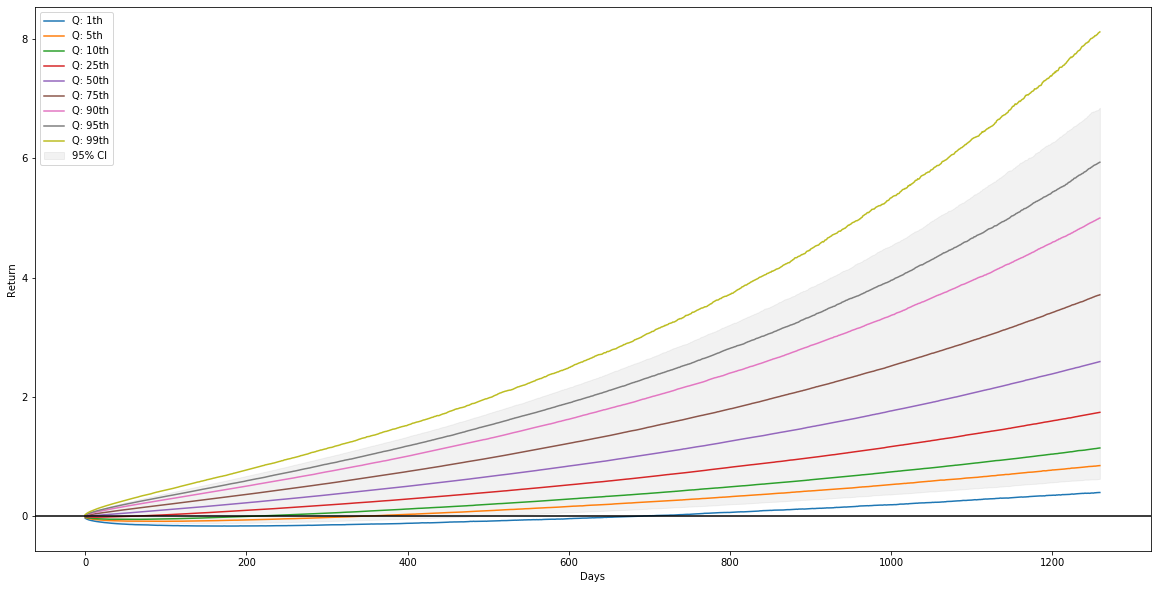 Q: 1th
Q: 5th
Q: 10th
Q: 25th
Q: 50th
Q: 75th
Q: 90th
Q: 95th
Q: 99th
95% CI
8
6
4
2
0
Return
0 200 400 600 800 1000 1200
Days